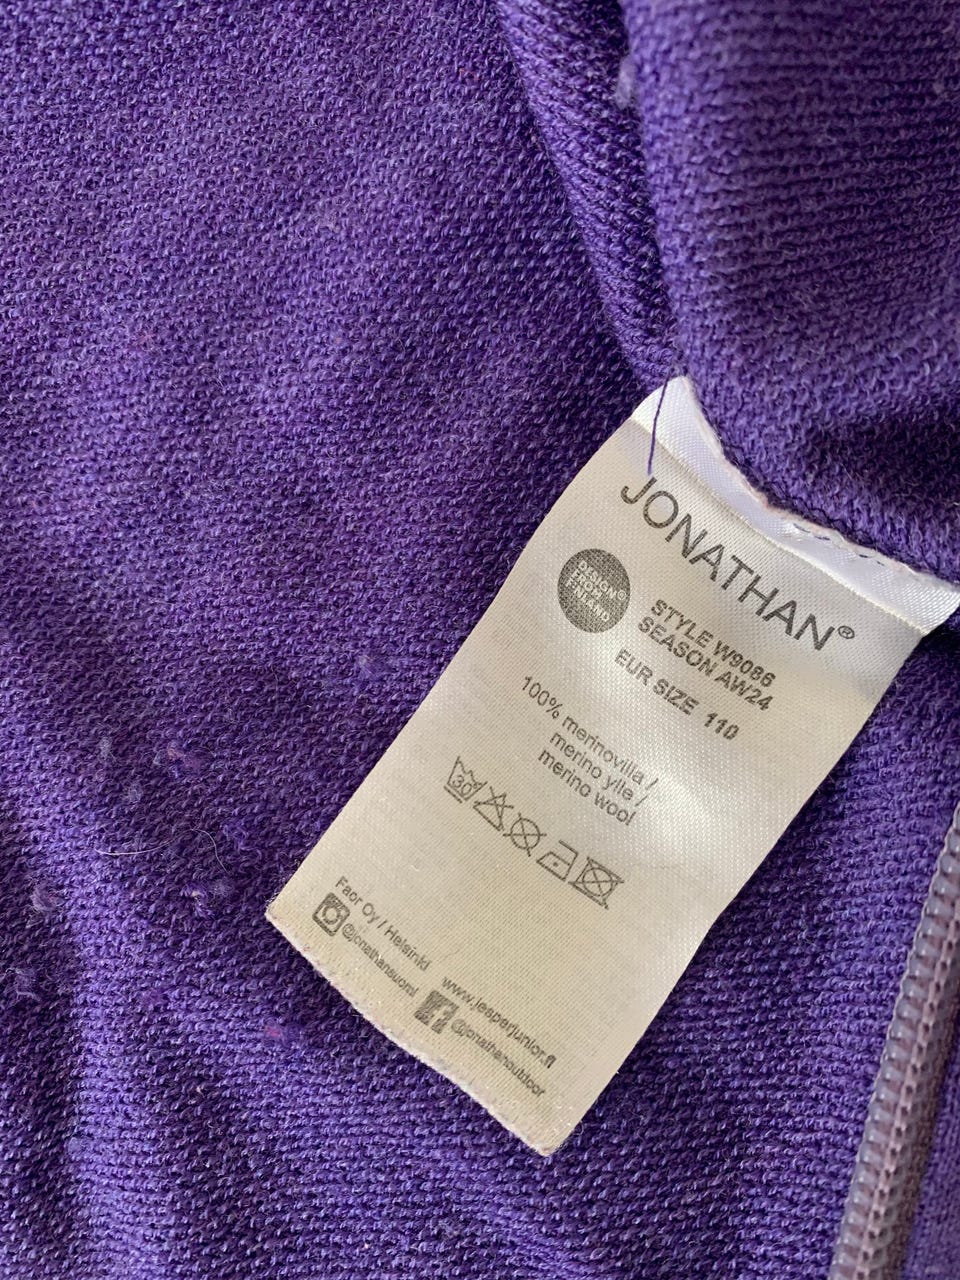 JONATHAN®
DESIGN®
FROM
FINLAND
STYLE W9086
SEASON AW24
EUR SIZE 110
100% merinovilla /
merino ylle /
merino wool
30
Faor Oy / Helsinki
www.jesperjunior.fi
@jonathansuomi
@jonathanoutdoor